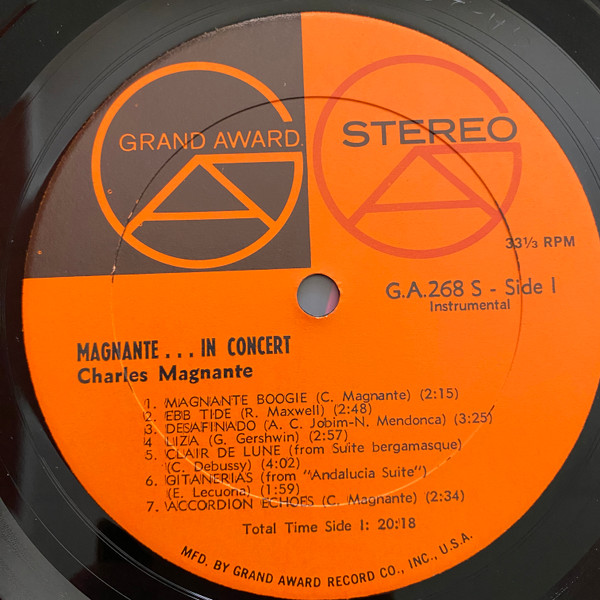 GRAND AWARD.
STEREO
33⅓ RPM
G.A.268 S - Side 1
Instrumental
MAGNANTE . . . IN CONCERT
Charles Magnante
1. MAGNANTE BOOGIE (C. Magnante) (2:15)
2. EBB TIDE (R. Maxwell) (2:48)
3. DESAFINADO (A. C. Jobim-N. Mendonca) (3:25)
4 LIZA (G. Gershwin) (2:57)
5. CLAIR DE LUNE (from Suite bergamasque)
(C. Debussy) (4:02)
6. GITANERIAS (from "Andalucia Suite")
(E. Lecuona) (1:59)
7. ACCORDION ECHOES (C. Magnante) (2:34)
Total Time Side 1: 20:18
MFD. BY GRAND AWARD RECORD CO., INC., U.S.A.